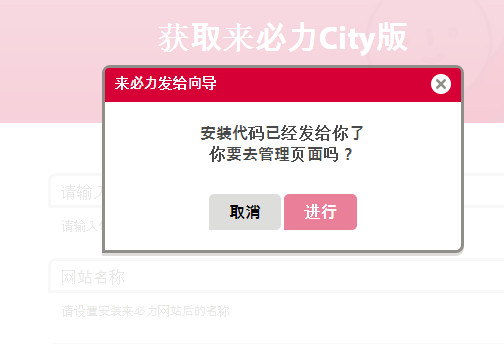 获取来必力City版
来必力发给向导
安装代码已经发给你了
你要去管理页面吗？
取消
进行
请输入
请输入
网站名称
请设置安装来必力网站后的名称